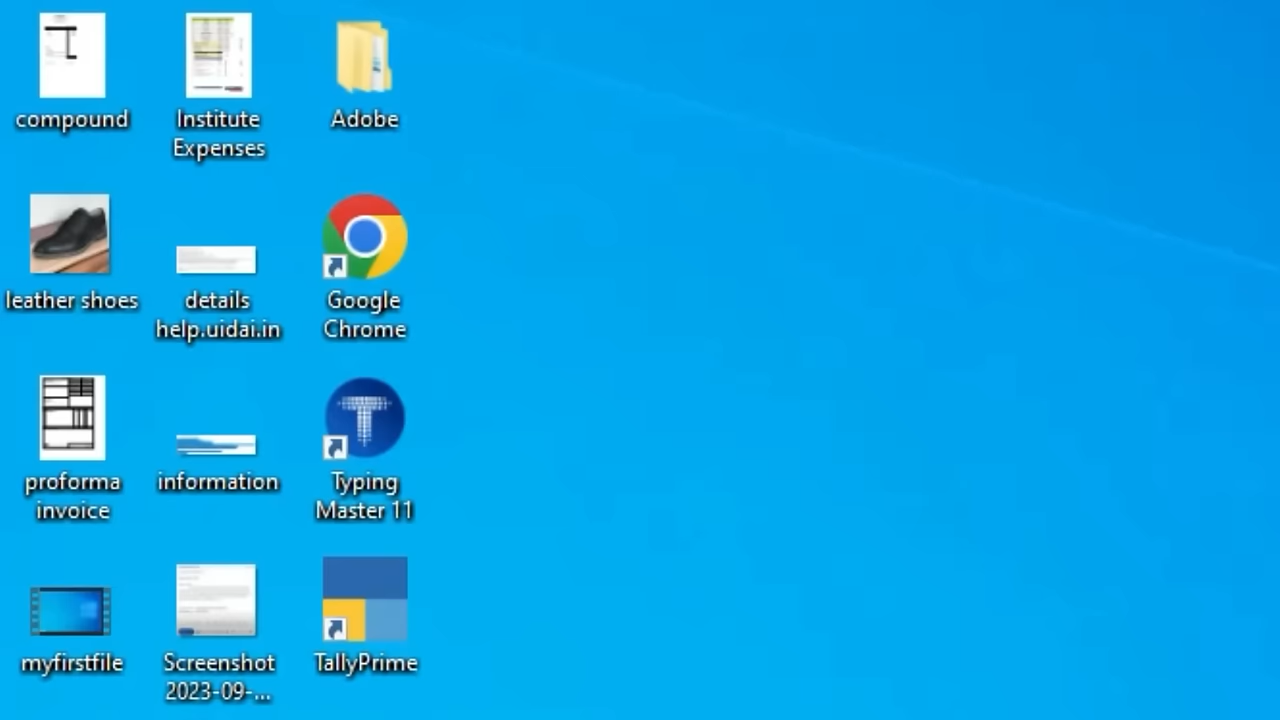 compound
Institute
Expenses
Adobe
leather shoes
details
help.uidai.in
Google
Chrome
proforma
invoice
information
Typing
Master 11
myfirstfile
Screenshot
2023-09-...
TallyPrime